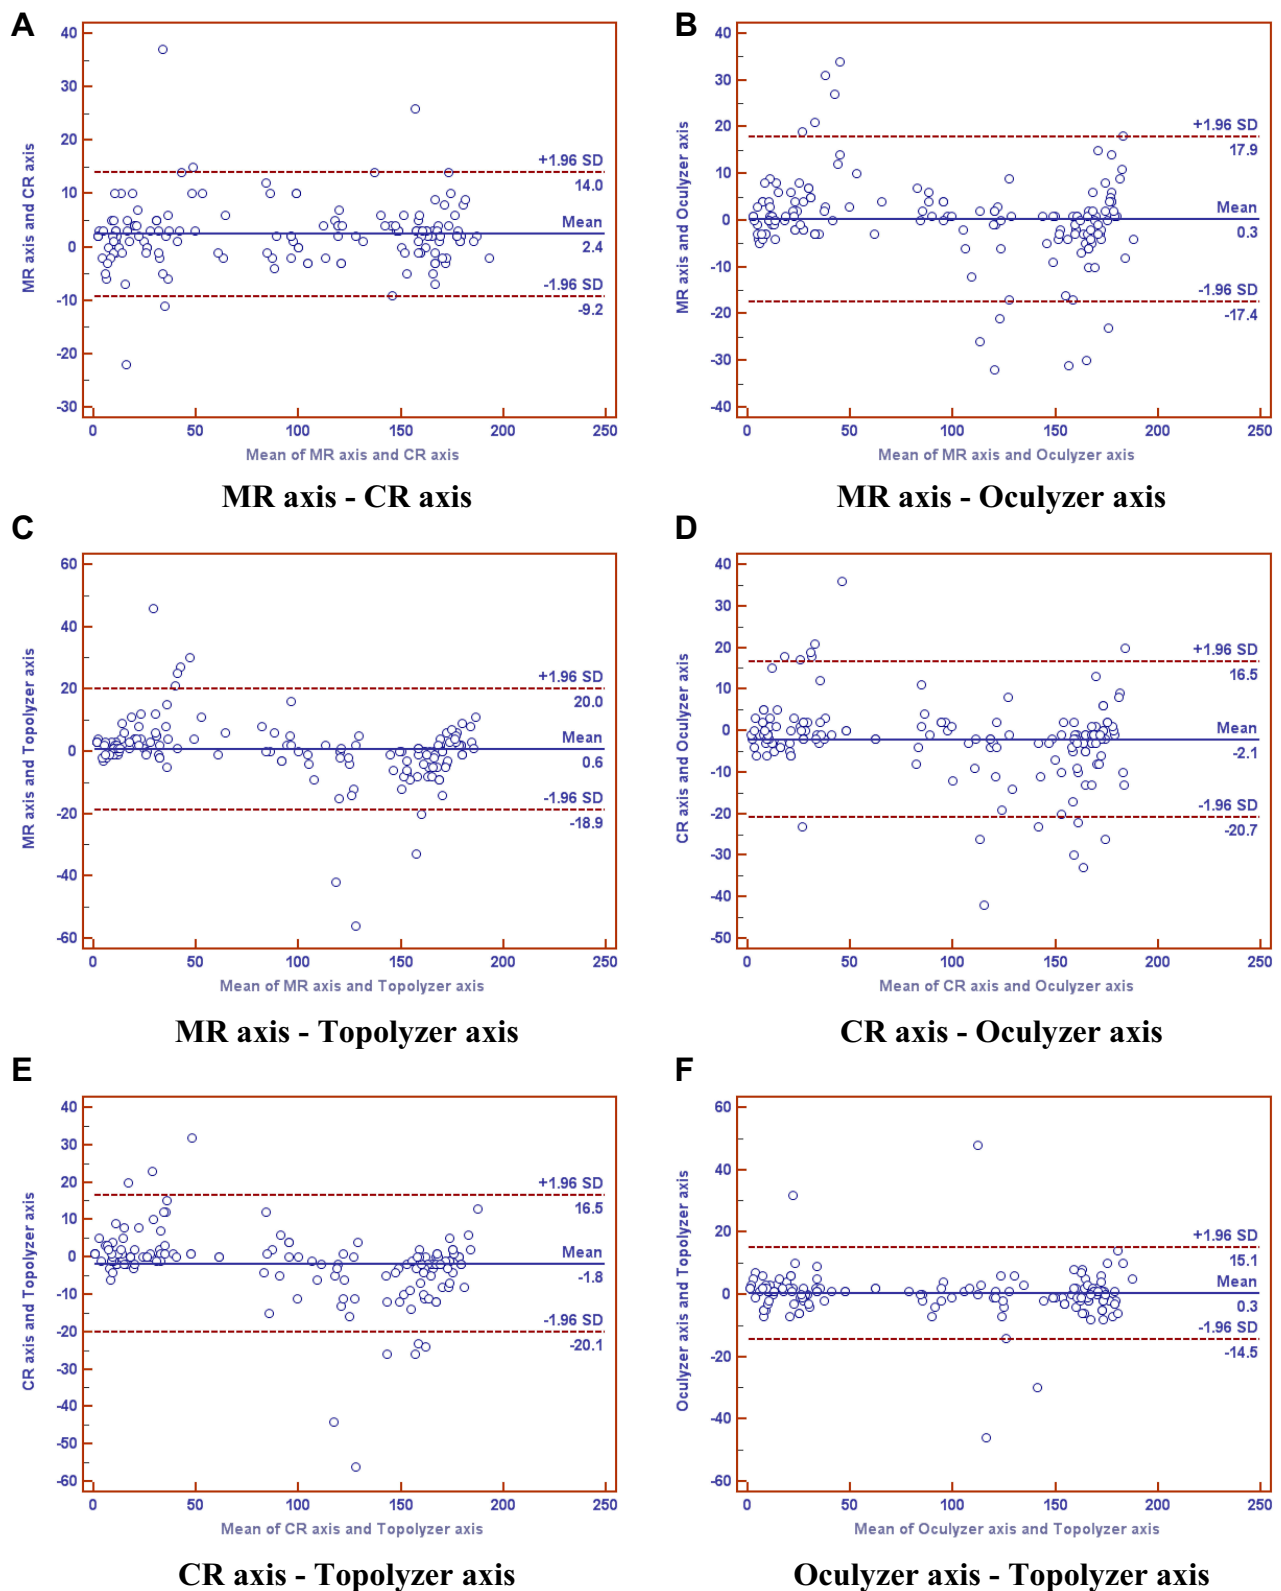 A
MR axis and CR axis
40
30
20
10
0
-10
-20
-30
+1.96 SD
14.0
Mean
2.4
-1.96 SD
-9.2
0 50 100 150 200 250
Mean of MR axis and CR axis
MR axis - CR axis
B
MR axis and Oculyzer axis
40
30
20
10
0
-10
-20
-30
-40
+1.96 SD
17.9
Mean
0.3
-1.96 SD
-17.4
0 50 100 150 200 250
Mean of MR axis and Oculyzer axis
MR axis - Oculyzer axis
C
MR axis and Topolyzer axis
60
40
20
0
-20
-40
-60
+1.96 SD
20.0
Mean
0.6
-1.96 SD
-18.9
0 50 100 150 200 250
Mean of MR axis and Topolyzer axis
MR axis - Topolyzer axis
D
CR axis and Oculyzer axis
40
30
20
10
0
-10
-20
-30
-40
-50
+1.96 SD
16.5
Mean
-2.1
-1.96 SD
-20.7
0 50 100 150 200 250
Mean of CR axis and Oculyzer axis
CR axis - Oculyzer axis
E
CR axis and Topolyzer axis
40
30
20
10
0
-10
-20
-30
-40
-50
-60
+1.96 SD
16.5
Mean
-1.8
-1.96 SD
-20.1
0 50 100 150 200 250
Mean of CR axis and Topolyzer axis
CR axis - Topolyzer axis
F
Oculyzer axis and Topolyzer axis
60
40
20
0
-20
-40
-60
+1.96 SD
15.1
Mean
0.3
-1.96 SD
-14.5
0 50 100 150 200 250
Mean of Oculyzer axis and Topolyzer axis
Oculyzer axis - Topolyzer axis